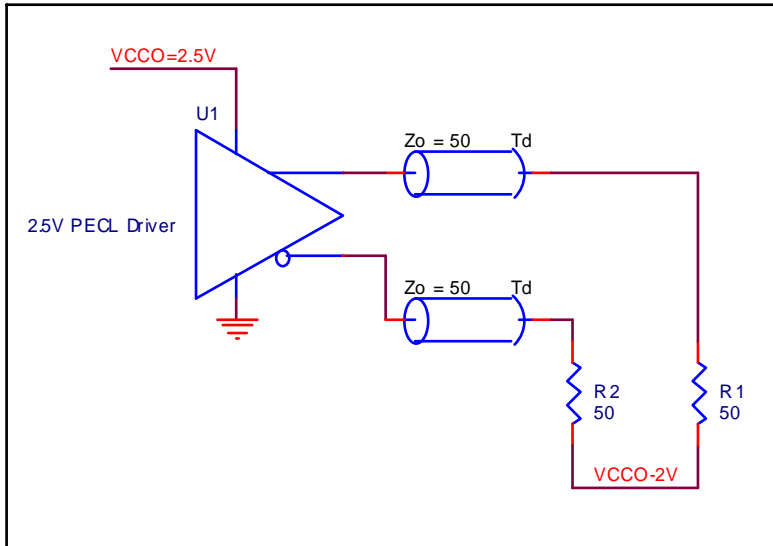 VCCO=2.5V
U1
Zo = 50 Td
2.5V PECL Driver
Zo = 50 Td
R2
50
R1
50
VCCO-2V